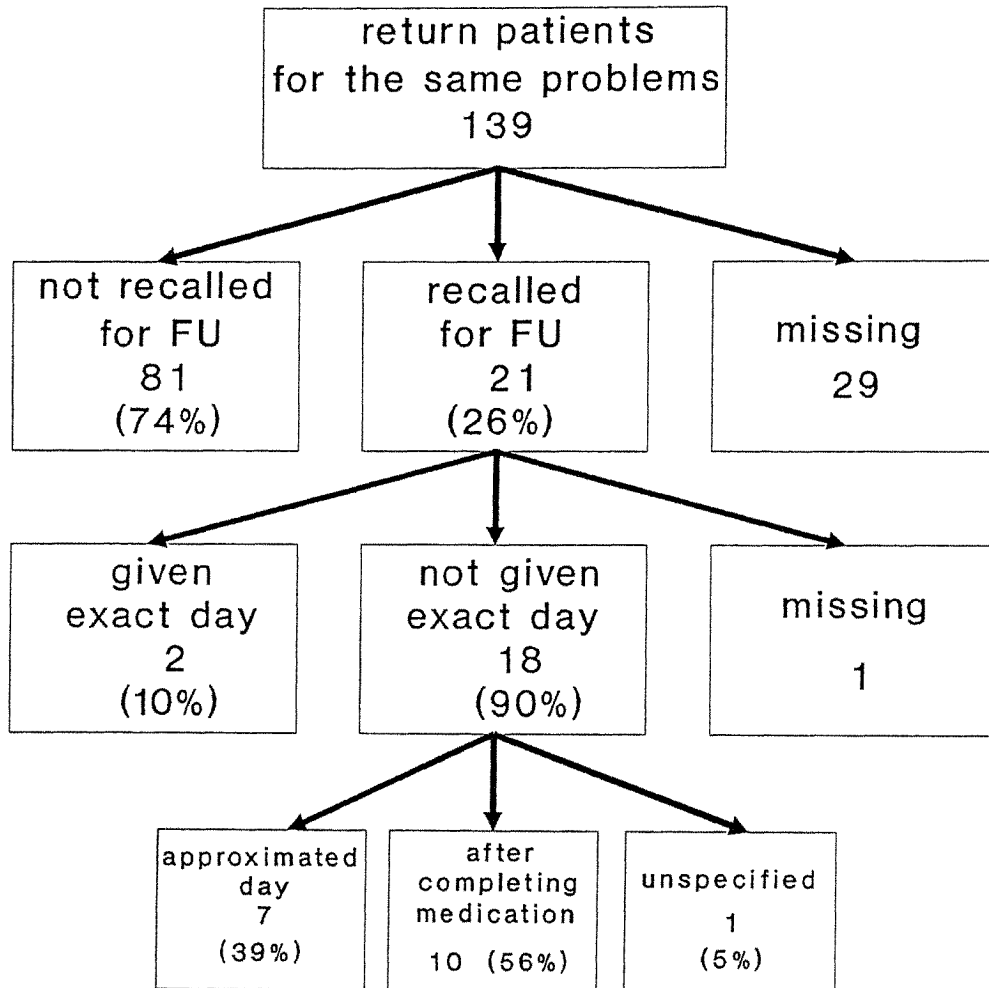 return patients
for the same problems
139
not recalled
for FU
81
(74%)
recalled
for FU
21
(26%)
missing
29
given
exact day
2
(10%)
not given
exact day
18
(90%)
missing
1
approximated
day
7
(39%)
after
completing
medication
10 (56%)
unspecified
1
(5%)